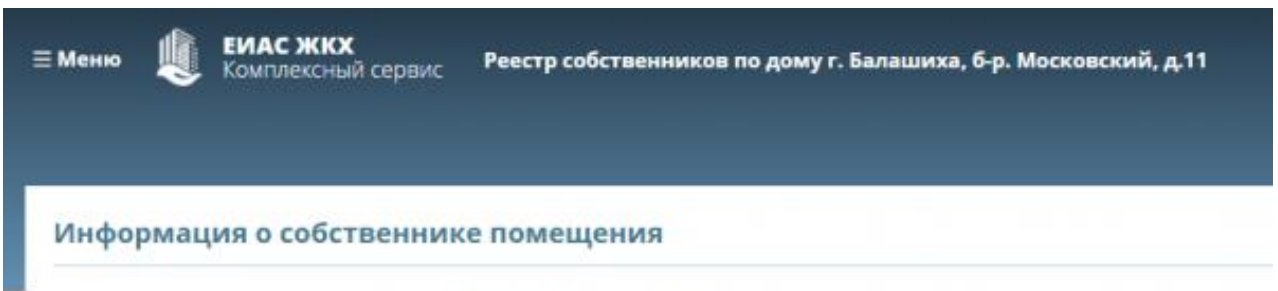 Меню
ЕИАС ЖКХ
Комплексный сервис
Реестр собственников по дому г. Балашиха, б-р. Московский, д.11
Информация о собственнике помещения